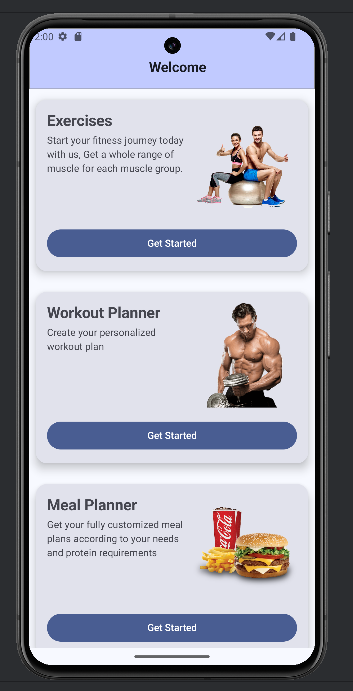 2:00
Welcome
Exercises
Start your fitness journey today
with us, Get a whole range of
muscle for each muscle group.
Get Started
Workout Planner
Create your personalized
workout plan
Get Started
Meal Planner
Get your fully customized meal
plans according to your needs
and protein requirements
Coca-Cola
Get Started